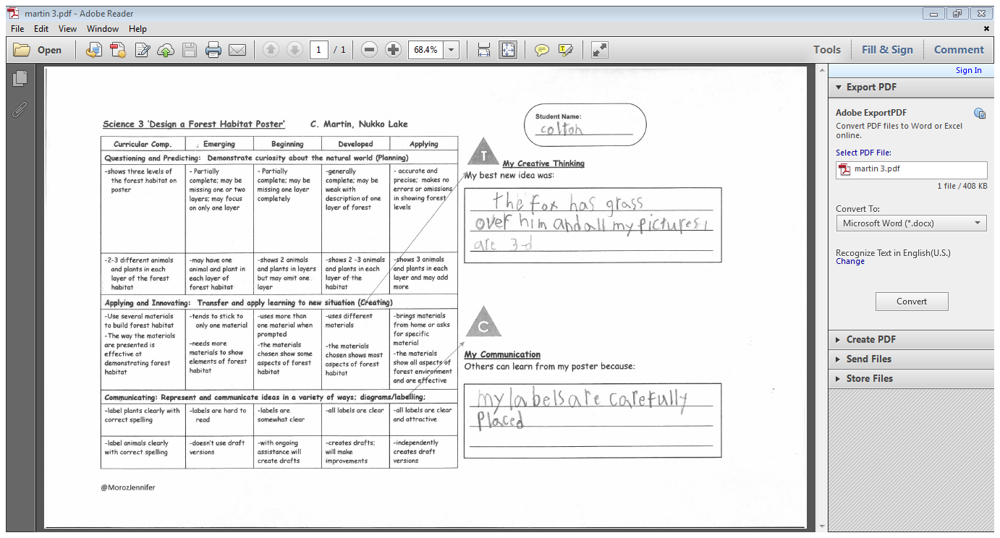 martin 3.pdf - Adobe Reader
File Edit View Window Help
Open 1 / 1 68.4% Tools Fill & Sign Comment
Sign In
Export PDF
Adobe ExportPDF
Convert PDF files to Word or Excel
online.
Select PDF File:
martin 3.pdf
1 file / 408 KB
Convert To:
Microsoft Word (*.docx)
Recognize Text in English(U.S.)
Change
Convert
Create PDF
Send Files
Store Files
Science 3 'Design a Forest Habitat Poster' C. Martin, Nukko Lake
Student Name:
colton
Curricular Comp. Emerging Beginning Developed Applying
Questioning and Predicting: Demonstrate curiosity about the natural world (Planning)
-shows three levels of
the forest habitat on
poster
- Partially
complete; may be
missing one or two
layers; may focus
on only one layer
- Partially
complete; may be
missing one layer
completely
-generally
complete; may be
weak with
description of one
layer of forest
- accurate and
precise; makes no
errors or omissions
in showing forest
levels
-2-3 different animals
and plants in each
layer of the forest
habitat
-may have one
animal and plant in
each layer of
forest habitat
-shows 2 animals
and plants in layers
but may omit one
layer
-shows 2 -3 animals
and plants in each
layer of the
habitat
-shows 3 animals
and plants in each
layer and may add
more
Applying and Innovating: Transfer and apply learning to new situation (Creating)
-Use several materials
to build forest habitat
-The way the materials
are presented is
effective at
demonstrating forest
habitat
-tends to stick to
only one material
-needs more
materials to show
elements of forest
habitat
-uses more than
one material when
prompted
-the materials
chosen show some
aspects of forest
habitat
-uses different
materials
-the materials
chosen shows most
aspects of forest
habitat
-brings materials
from home or asks
for specific
material
-the materials
show all aspects of
forest environment
and are effective
Communicating: Represent and communicate ideas in a variety of ways; diagrams/labelling;
-label plants clearly with
correct spelling
-labels are hard to
read
-labels are
somewhat clear
-all labels are clear
-all labels are clear
and attractive
-label animals clearly
with correct spelling
-doesn't use draft
versions
-with ongoing
assistance will
create drafts
-creates drafts;
will make
improvements
-independently
creates draft
versions
@MorozJennifer
T
My Creative Thinking
My best new idea was:
the fox has grass
over him and all my pictures
are 3-d
C
My Communication
Others can learn from my poster because:
my labels are carefully
placed